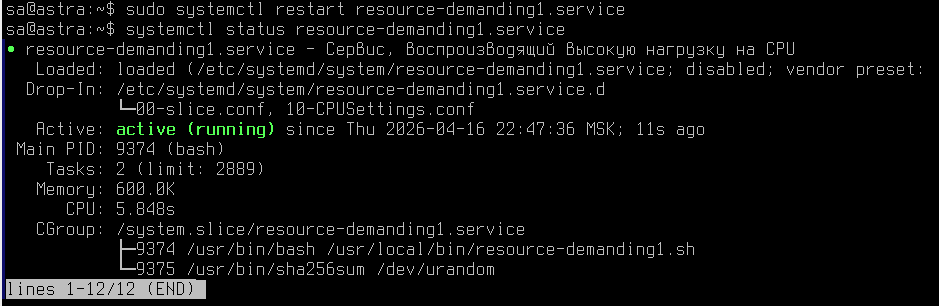 sa@astra:~$ sudo systemctl restart resource-demanding1.service
sa@astra:~$ systemctl status resource-demanding1.service
● resource-demanding1.service - Сервис, Воспроизводящий высокую нагрузку на CPU
Loaded: loaded (/etc/systemd/system/resource-demanding1.service; disabled; vendor preset:
Drop-In: /etc/systemd/system/resource-demanding1.service.d
└─00-slice.conf, 10-CPUSettings.conf
Active: active (running) since Thu 2026-04-16 22:47:36 MSK; 11s ago
Main PID: 9374 (bash)
Tasks: 2 (limit: 2889)
Memory: 600.0K
CPU: 5.848s
CGroup: /system.slice/resource-demanding1.service
├─9374 /usr/bin/bash /usr/local/bin/resource-demanding1.sh
└─9375 /usr/bin/sha256sum /dev/urandom
lines 1-12/12 (END)